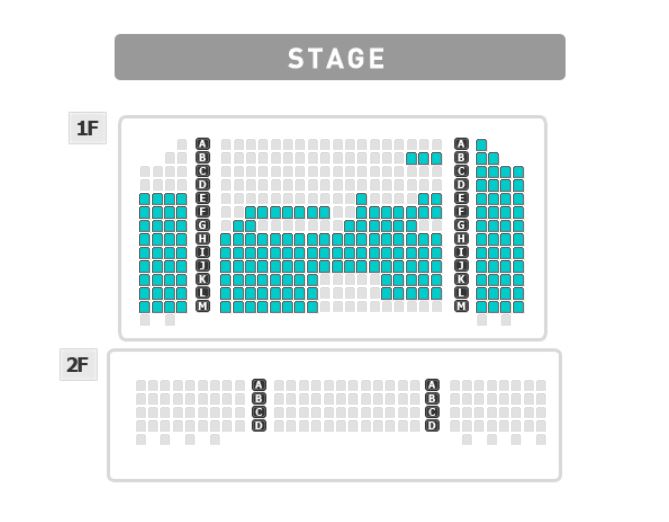 STAGE
1F
A A
B B
C C
D D
E E
F F
G G
H H
I I
J J
K K
L L
M M
2F
A A
B B
C C
D D